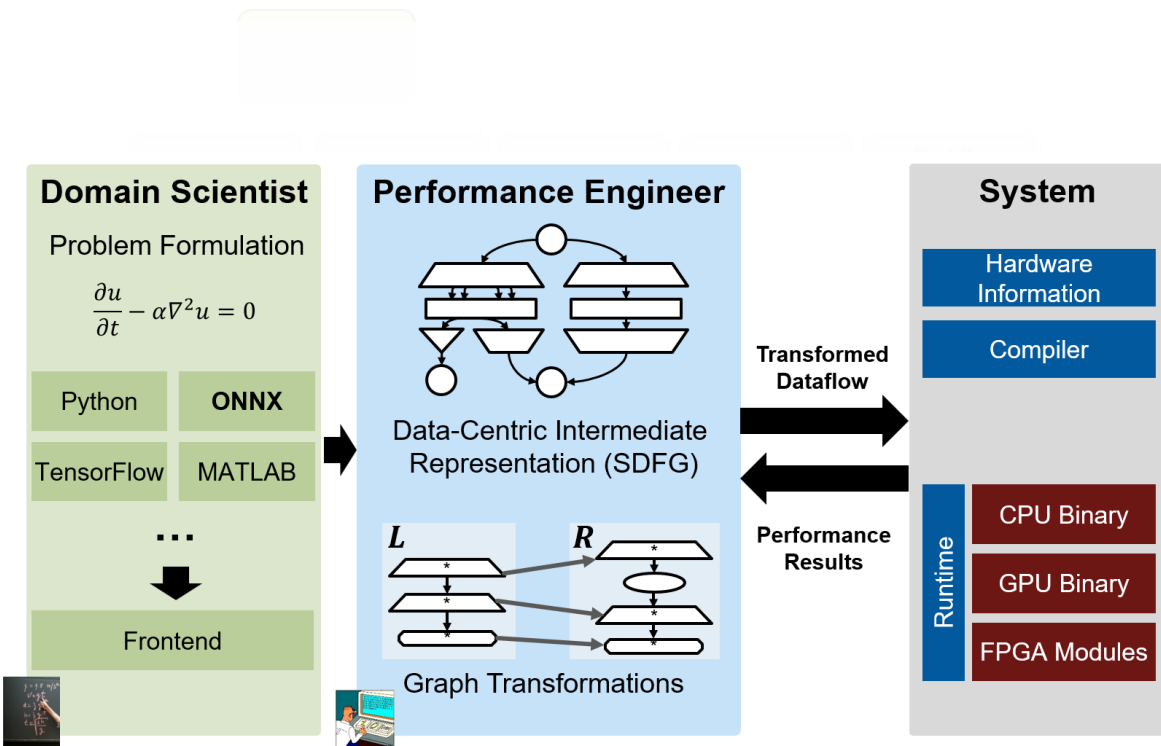 Domain Scientist
Problem Formulation
∂u/∂t − α∇²u = 0
Python
ONNX
TensorFlow
MATLAB
...
Frontend
Performance Engineer
Data-Centric Intermediate
Representation (SDFG)
L
*
*
*
R
*
*
*
Graph Transformations
Transformed
Dataflow
Performance
Results
System
Hardware
Information
Compiler
Runtime
CPU Binary
GPU Binary
FPGA Modules